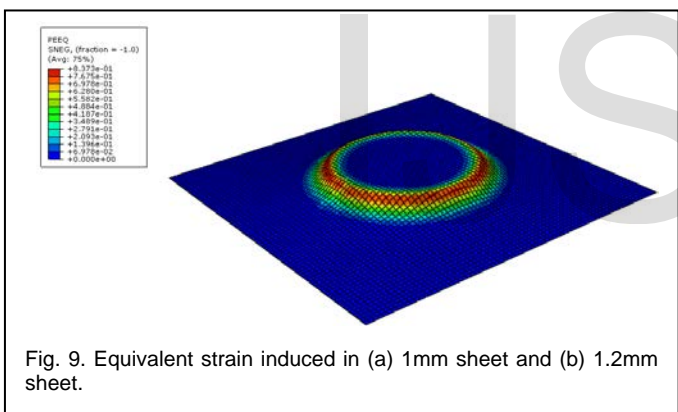 PEEQ
SNEG, (fraction = -1.0)
(Avg: 75%)
+8.373e-01
+7.675e-01
+6.978e-01
+6.280e-01
+5.582e-01
+4.884e-01
+4.187e-01
+3.489e-01
+2.791e-01
+2.093e-01
+1.396e-01
+6.978e-02
+0.000e+00
US
Fig. 9. Equivalent strain induced in (a) 1mm sheet and (b) 1.2mm
sheet.